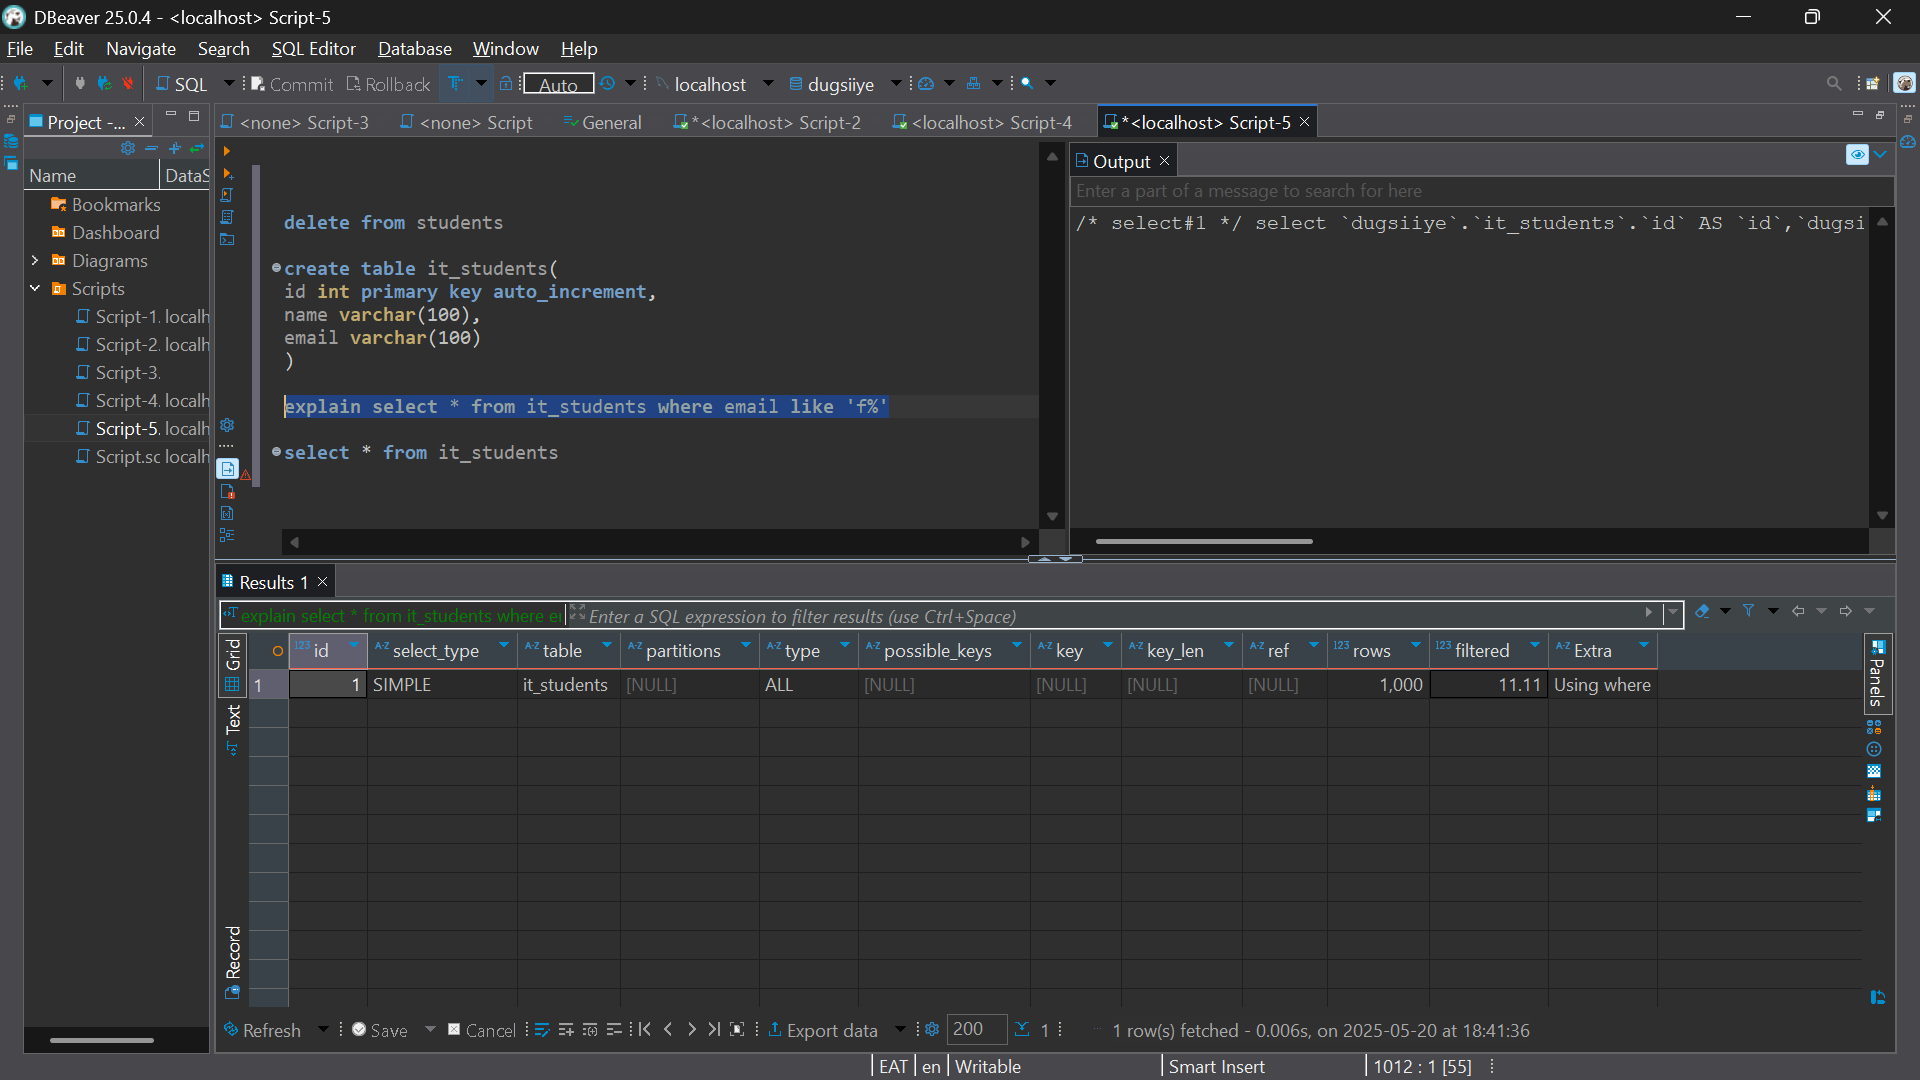 DBeaver 25.0.4 - <localhost> Script-5
File Edit Navigate Search SQL Editor Database Window Help
SQL Commit Rollback Auto localhost dugsiiye
Project -...
<none> Script-3 <none> Script General *<localhost> Script-2 <localhost> Script-4 *<localhost> Script-5
Name DataS
Bookmarks
Dashboard
Diagrams
Scripts
Script-1. localh
Script-2. localh
Script-3.
Script-4. localh
Script-5. localh
Script.sc localh
delete from students
create table it_students(
id int primary key auto_increment,
name varchar(100),
email varchar(100)
)
explain select * from it_students where email like 'f%'
select * from it_students
Output
Enter a part of a message to search for here
/* select#1 */ select `dugsiiye`.`it_students`.`id` AS `id`,`dugsi
Results 1
explain select * from it_students where e Enter a SQL expression to filter results (use Ctrl+Space)
Grid
Text
Record
id select_type table partitions type possible_keys key key_len ref rows filtered Extra
1 1 SIMPLE it_students [NULL] ALL [NULL] [NULL] [NULL] [NULL] 1,000 11.11 Using where
Panels
Refresh Save Cancel Export data 200 1 1 row(s) fetched - 0.006s, on 2025-05-20 at 18:41:36
EAT en Writable Smart Insert 1012 : 1 [55]